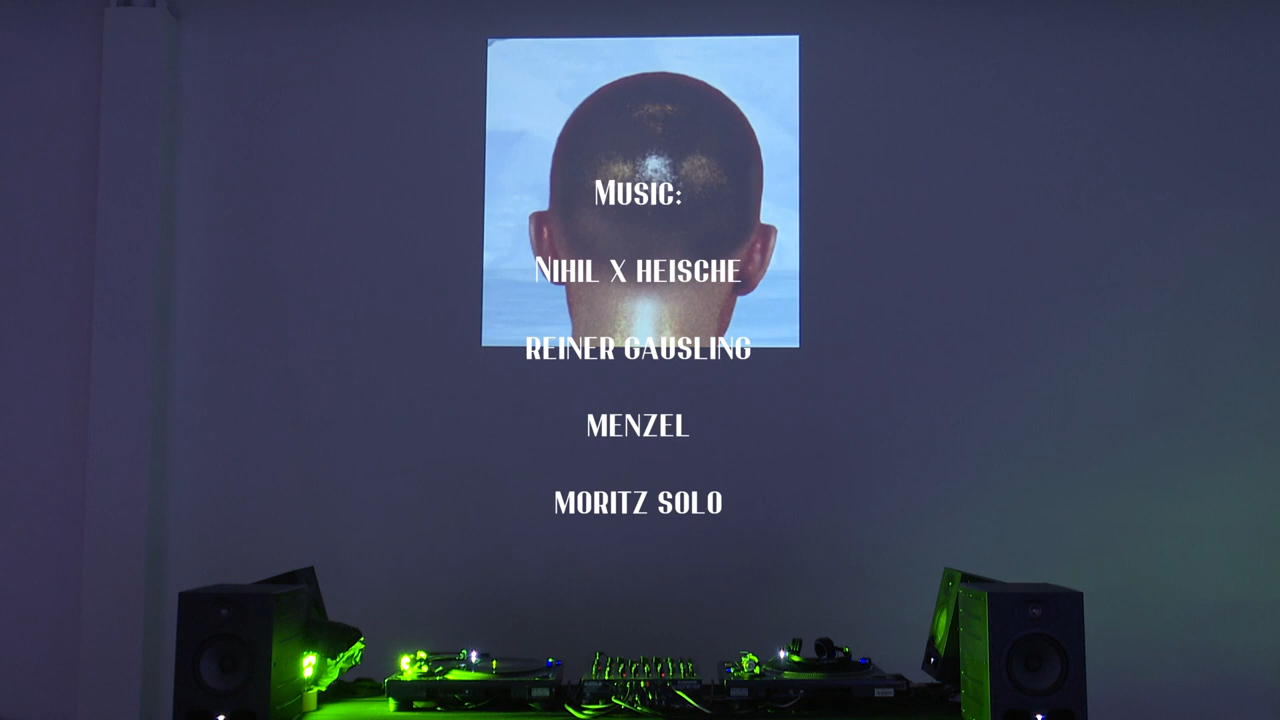 Music:
Nihil x heische
REINER GAUSLING
MENZEL
MORITZ SOLO